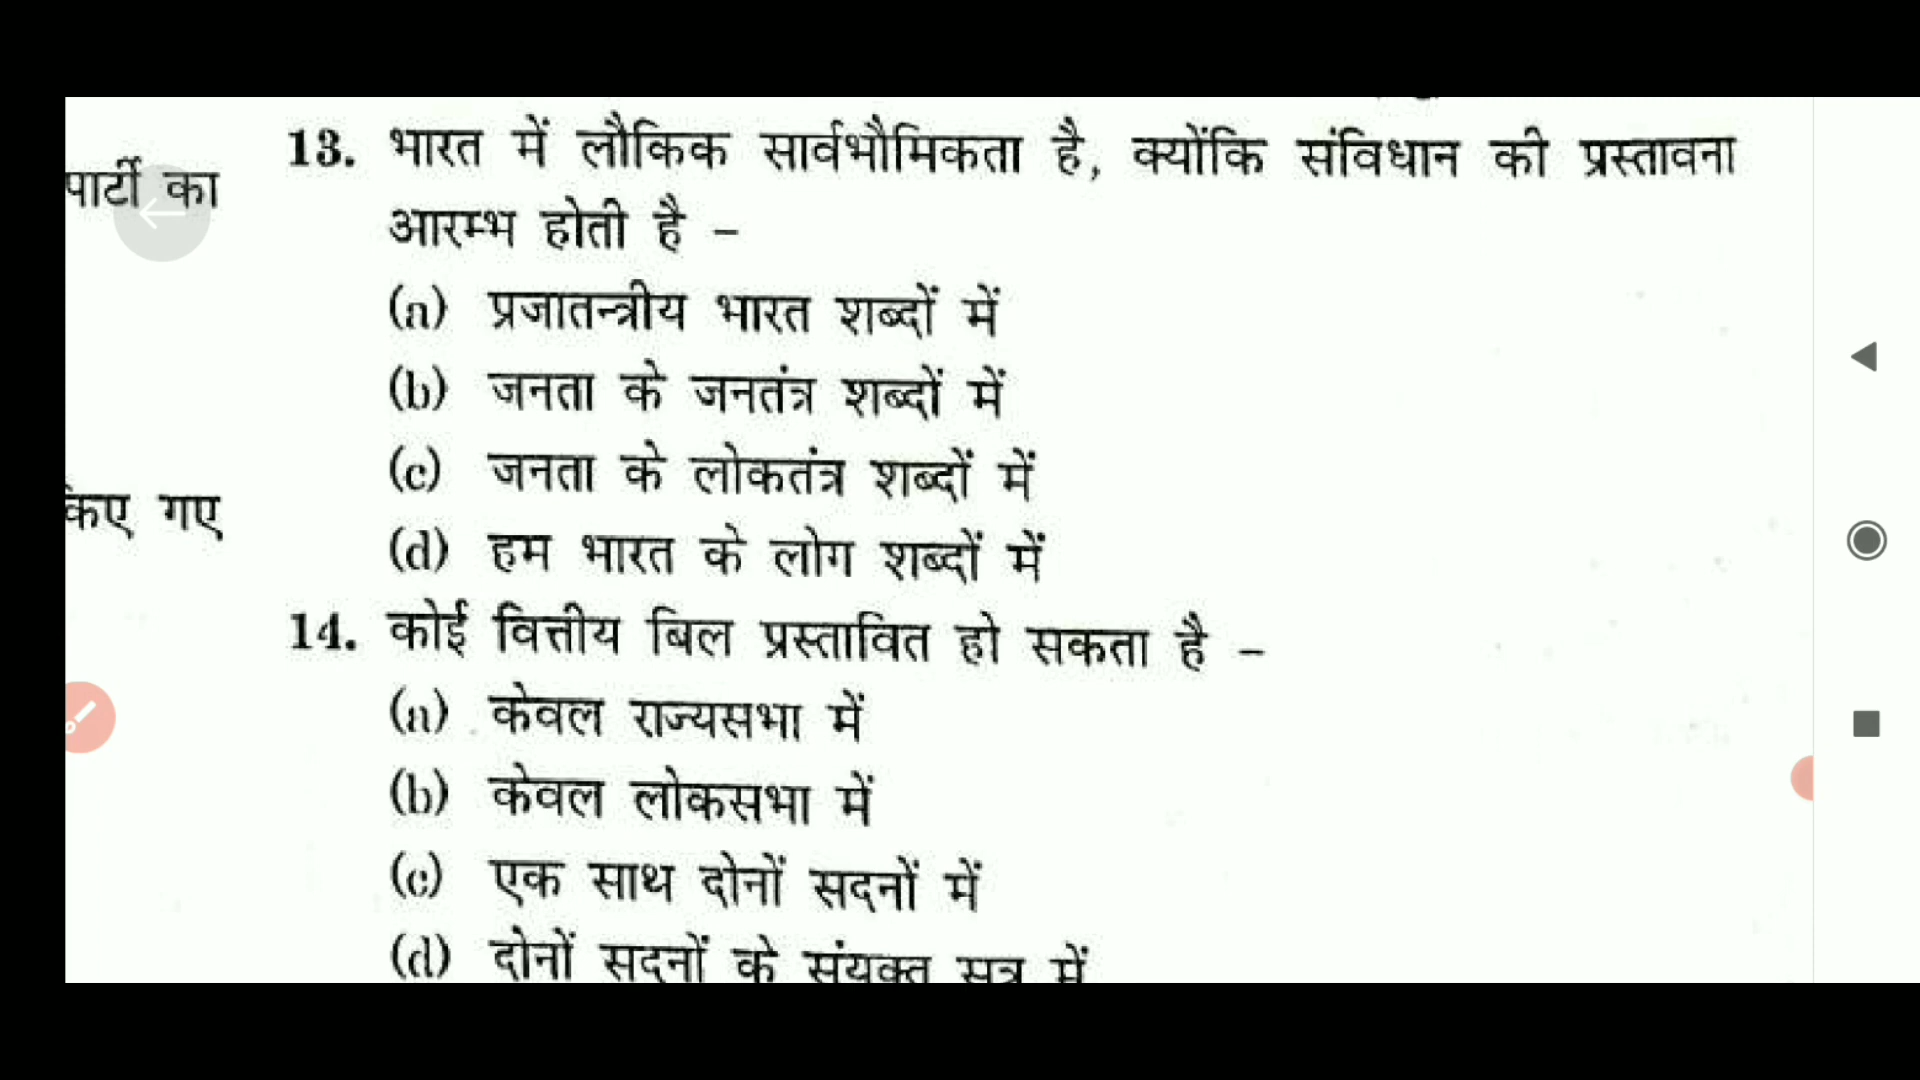 पार्टी का
किए गए
13. भारत में लौकिक सार्वभौमिकता है, क्योंकि संविधान की प्रस्तावना
आरम्भ होती है –
(a) प्रजातन्त्रीय भारत शब्दों में
(b) जनता के जनतंत्र शब्दों में
(c) जनता के लोकतंत्र शब्दों में
(d) हम भारत के लोग शब्दों में
14. कोई वित्तीय बिल प्रस्तावित हो सकता है –
(a) केवल राज्यसभा में
(b) केवल लोकसभा में
(c) एक साथ दोनों सदनों में
(d) दोनों सदनों के संयुक्त सत्र में